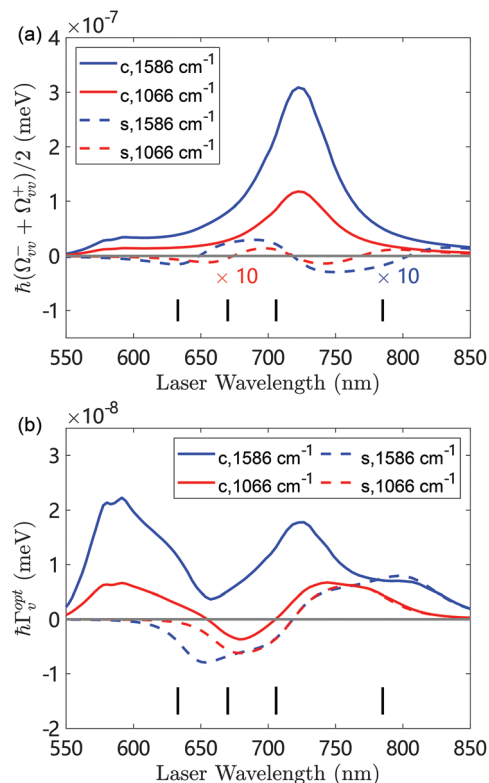 (a)
×10⁻⁷
4
3
2
1
0
-1
ħ(Ω⁻ᵥᵥ + Ω⁺ᵥᵥ)/2 (meV)
c,1586 cm⁻¹
c,1066 cm⁻¹
s,1586 cm⁻¹
s,1066 cm⁻¹
× 10 × 10
550 600 650 700 750 800 850
Laser Wavelength (nm)
(b)
×10⁻⁸
3
2
1
0
-1
-2
ħΓᵥᵒᵖᵗ (meV)
c,1586 cm⁻¹ s,1586 cm⁻¹
c,1066 cm⁻¹ s,1066 cm⁻¹
550 600 650 700 750 800 850
Laser Wavelength (nm)